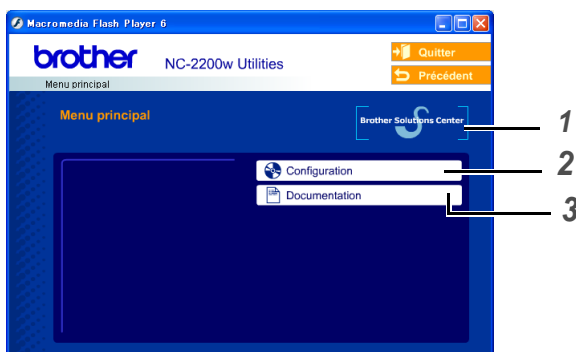 Macromedia Flash Player 6
brother
NC-2200w Utilities
Quitter
Précédent
Menu principal
Menu principal
Brother Solutions Center
1
Configuration
2
Documentation
3